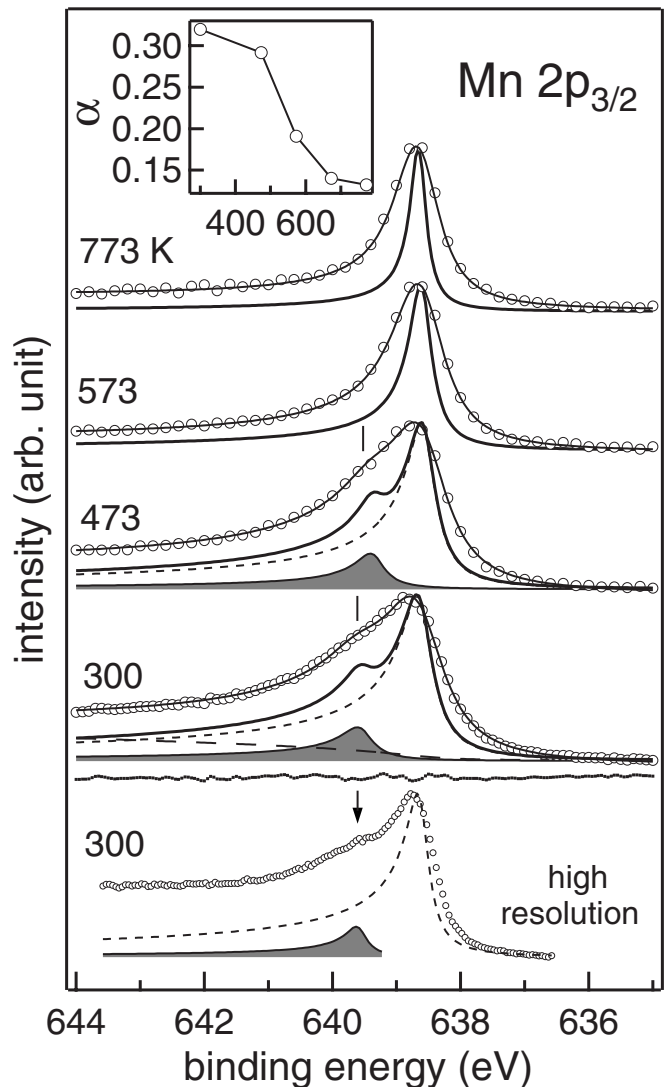 0.30
0.25
0.20
0.15
α
400 600
Mn 2p3/2
773 K
573
473
300
300
high
resolution
intensity (arb. unit)
644 642 640 638 636
binding energy (eV)